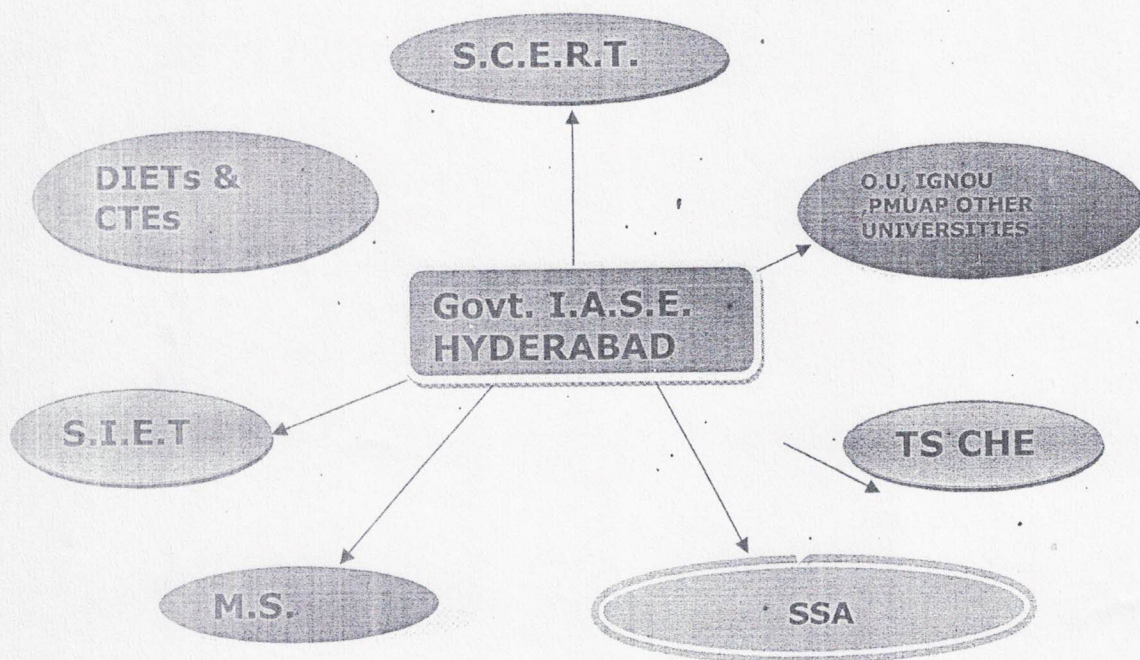 S.C.E.R.T.
DIETs &
CTEs
O.U, IGNOU
,PMUAP OTHER
UNIVERSITIES
Govt. I.A.S.E.
HYDERABAD
S.I.E.T
TS CHE
M.S.
SSA